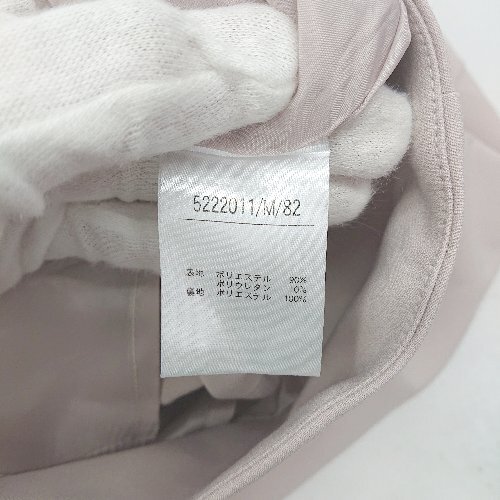 5222011/M/82
表地 ポリエステル 90%
ポリウレタン 10%
裏地 ポリエステル 100%